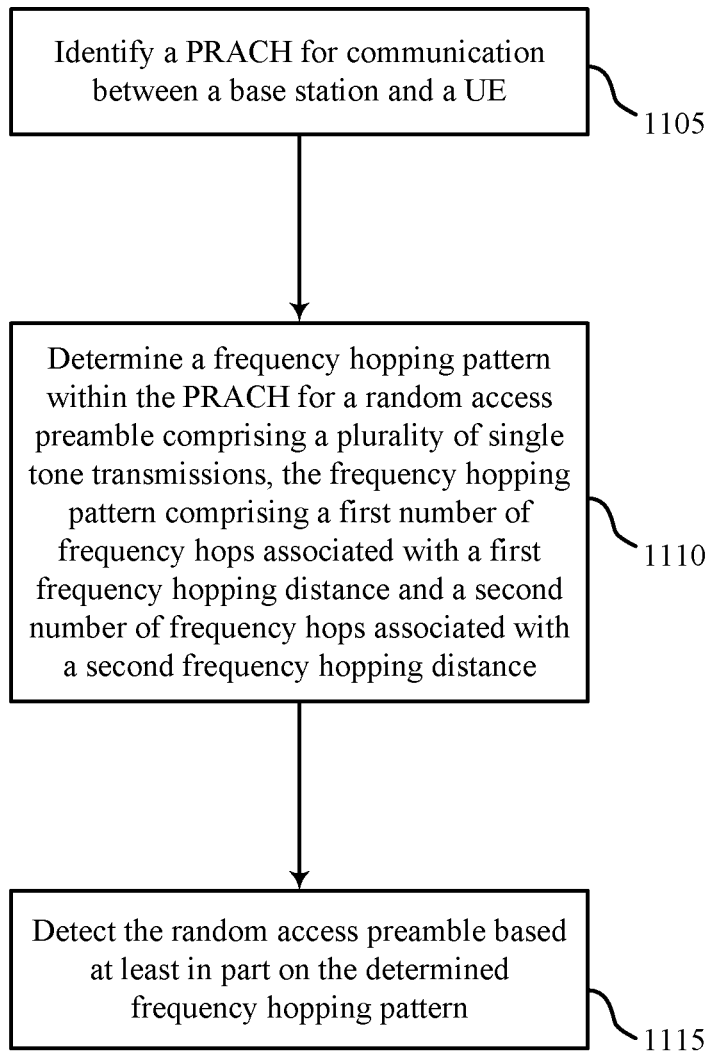 Identify a PRACH for communication
between a base station and a UE
1105
Determine a frequency hopping pattern
within the PRACH for a random access
preamble comprising a plurality of single
tone transmissions, the frequency hopping
pattern comprising a first number of
frequency hops associated with a first
frequency hopping distance and a second
number of frequency hops associated with
a second frequency hopping distance
1110
Detect the random access preamble based
at least in part on the determined
frequency hopping pattern
1115